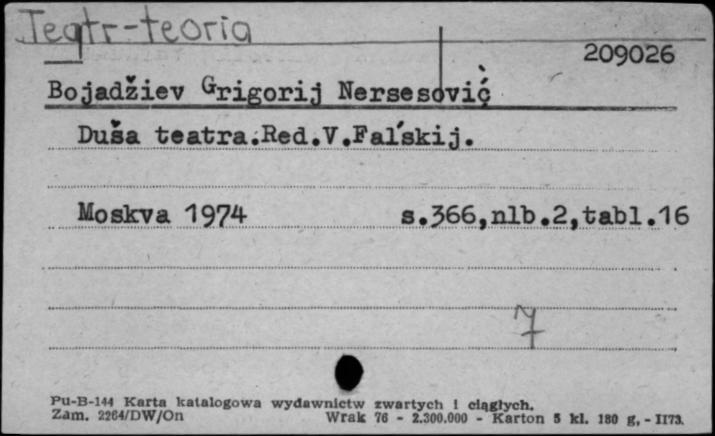 Teatr-teoria
209026
Bojadžiev Grigorij Nersesović
Duša teatra.Red.V.Fal'skij.
Moskva 1974 s.366,nlb.2,tabl.16
7
Pu-B-144 Karta katalogowa wydawnictw zwartych i ciągłych.
Zam. 2264/DW/On Wrak 76 - 2.300.000 - Karton 5 kl. 180 g, - II73.